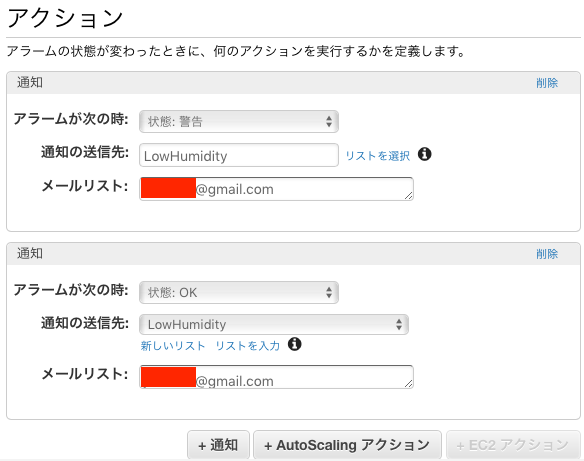 アクション
アラームの状態が変わったときに、何のアクションを実行するかを定義します。
通知 削除
アラームが次の時: 状態: 警告
通知の送信先: LowHumidity リストを選択
メールリスト: @gmail.com
通知 削除
アラームが次の時: 状態: OK
通知の送信先: LowHumidity
新しいリスト リストを入力
メールリスト: @gmail.com
+ 通知 + AutoScaling アクション + EC2 アクション